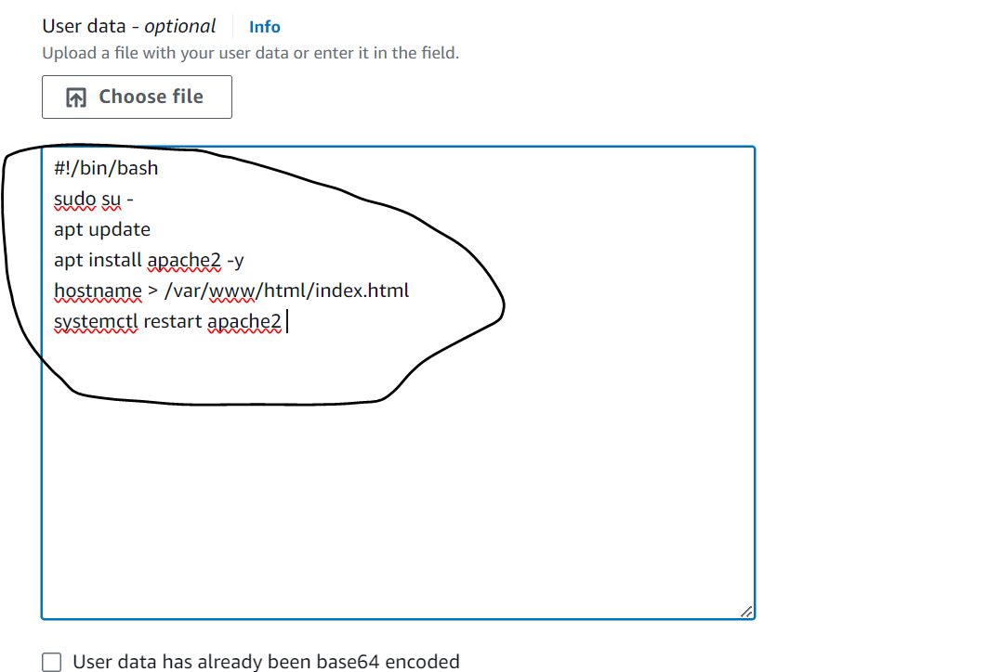 User data - optional Info
Upload a file with your user data or enter it in the field.
Choose file
#!/bin/bash
sudo su -
apt update
apt install apache2 -y
hostname > /var/www/html/index.html
systemctl restart apache2
User data has already been base64 encoded